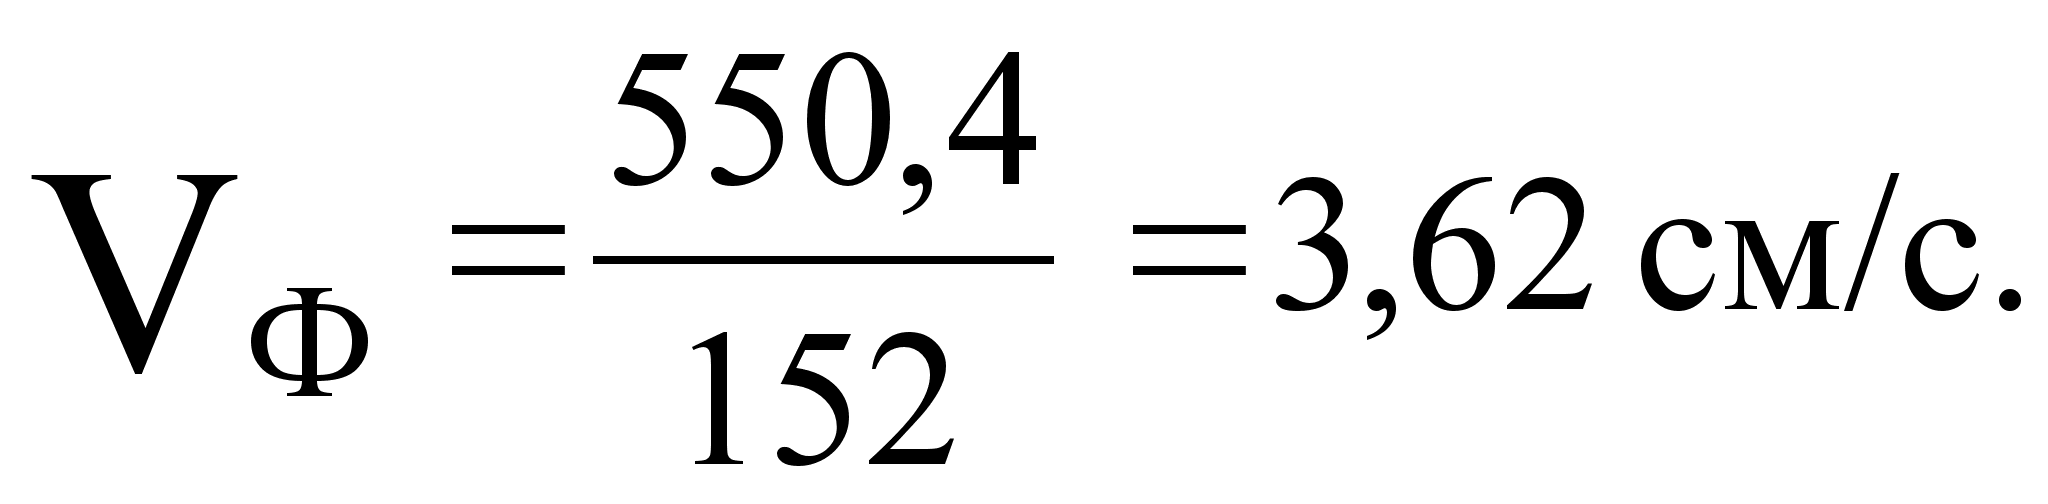 V_Ф = 550,4/152 = 3,62 см/с.